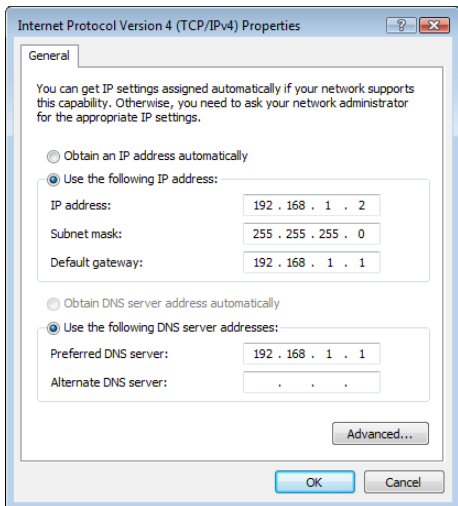 Internet Protocol Version 4 (TCP/IPv4) Properties
General
You can get IP settings assigned automatically if your network supports
this capability. Otherwise, you need to ask your network administrator
for the appropriate IP settings.
Obtain an IP address automatically
Use the following IP address:
IP address: 192 . 168 . 1 . 2
Subnet mask: 255 . 255 . 255 . 0
Default gateway: 192 . 168 . 1 . 1
Obtain DNS server address automatically
Use the following DNS server addresses:
Preferred DNS server: 192 . 168 . 1 . 1
Alternate DNS server: . . .
Advanced...
OK Cancel